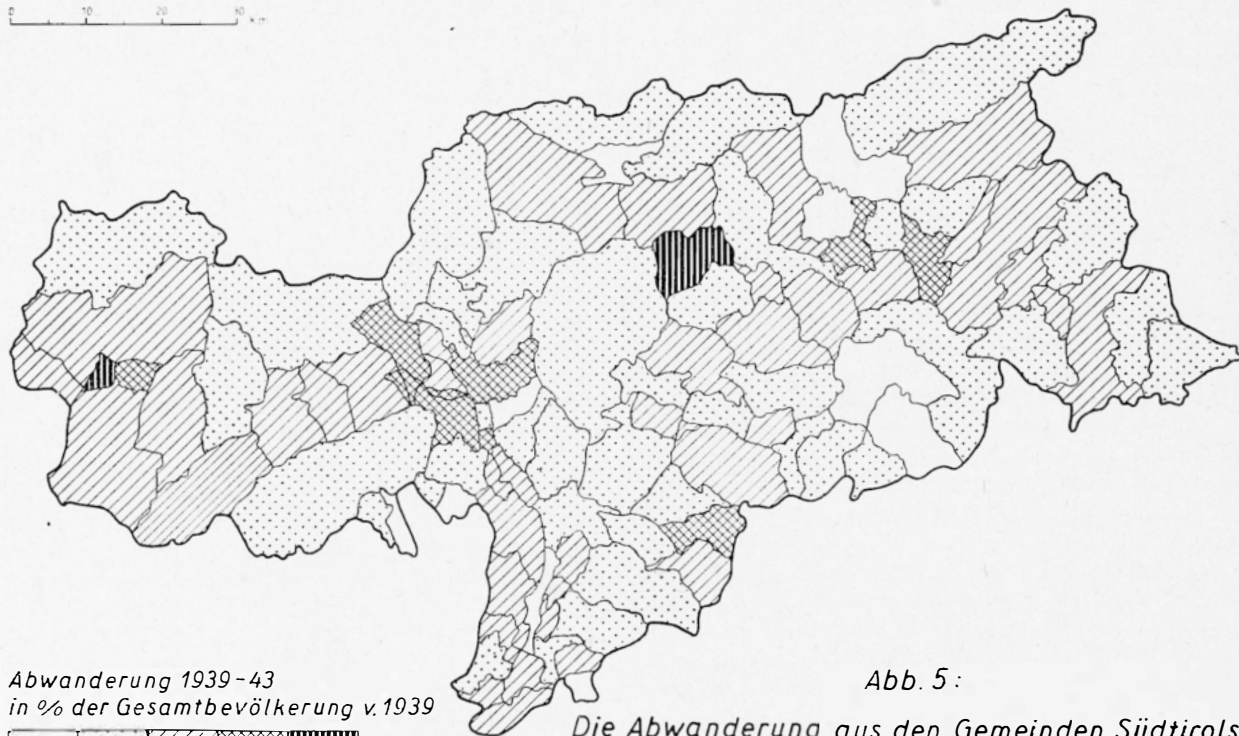 0 10 20 30 km
Abwanderung 1939-43
in % der Gesamtbevölkerung v. 1939
Abb. 5:
Die Abwanderung aus den Gemeinden Südtirols